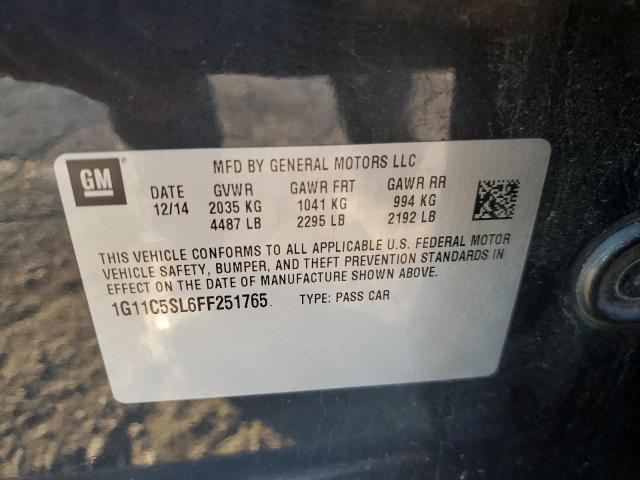 GM
MFD BY GENERAL MOTORS LLC
DATE GVWR GAWR FRT GAWR RR
12/14 2035 KG 1041 KG 994 KG
4487 LB 2295 LB 2192 LB
THIS VEHICLE CONFORMS TO ALL APPLICABLE U.S. FEDERAL MOTOR
VEHICLE SAFETY, BUMPER, AND THEFT PREVENTION STANDARDS IN
EFFECT ON THE DATE OF MANUFACTURE SHOWN ABOVE.
1G11C5SL6FF251765 TYPE: PASS CAR